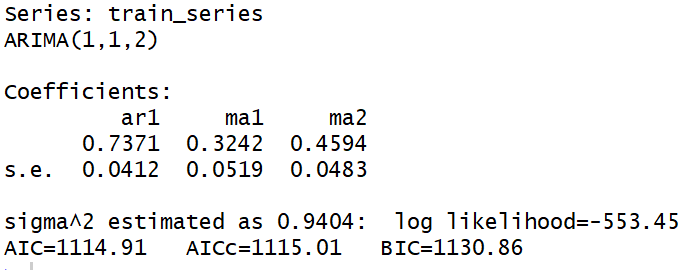 Series: train_series
ARIMA(1,1,2)
Coefficients:
ar1 ma1 ma2
0.7371 0.3242 0.4594
s.e. 0.0412 0.0519 0.0483
sigma^2 estimated as 0.9404: log likelihood=-553.45
AIC=1114.91 AICc=1115.01 BIC=1130.86